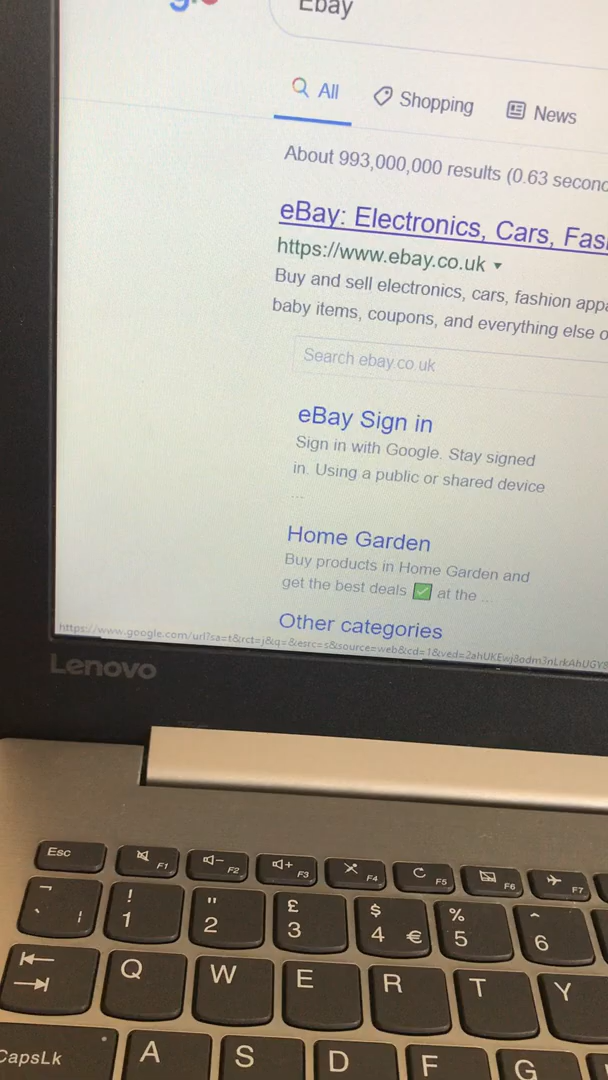 Ebay
All Shopping News
About 993,000,000 results (0.63 second
eBay: Electronics, Cars, Fas
https://www.ebay.co.uk
Buy and sell electronics, cars, fashion appa
baby items, coupons, and everything else o
Search ebay.co.uk
eBay Sign in
Sign in with Google. Stay signed
in. Using a public or shared device
...
Home Garden
Buy products in Home Garden and
get the best deals ✅ at the ...
Other categories
Lenovo
Esc F1 F2 F3 F4 F5 F6 F7
! " £ $ % ^
1 2 3 4 € 5 6
Q W E R T Y
CapsLk A S D F G